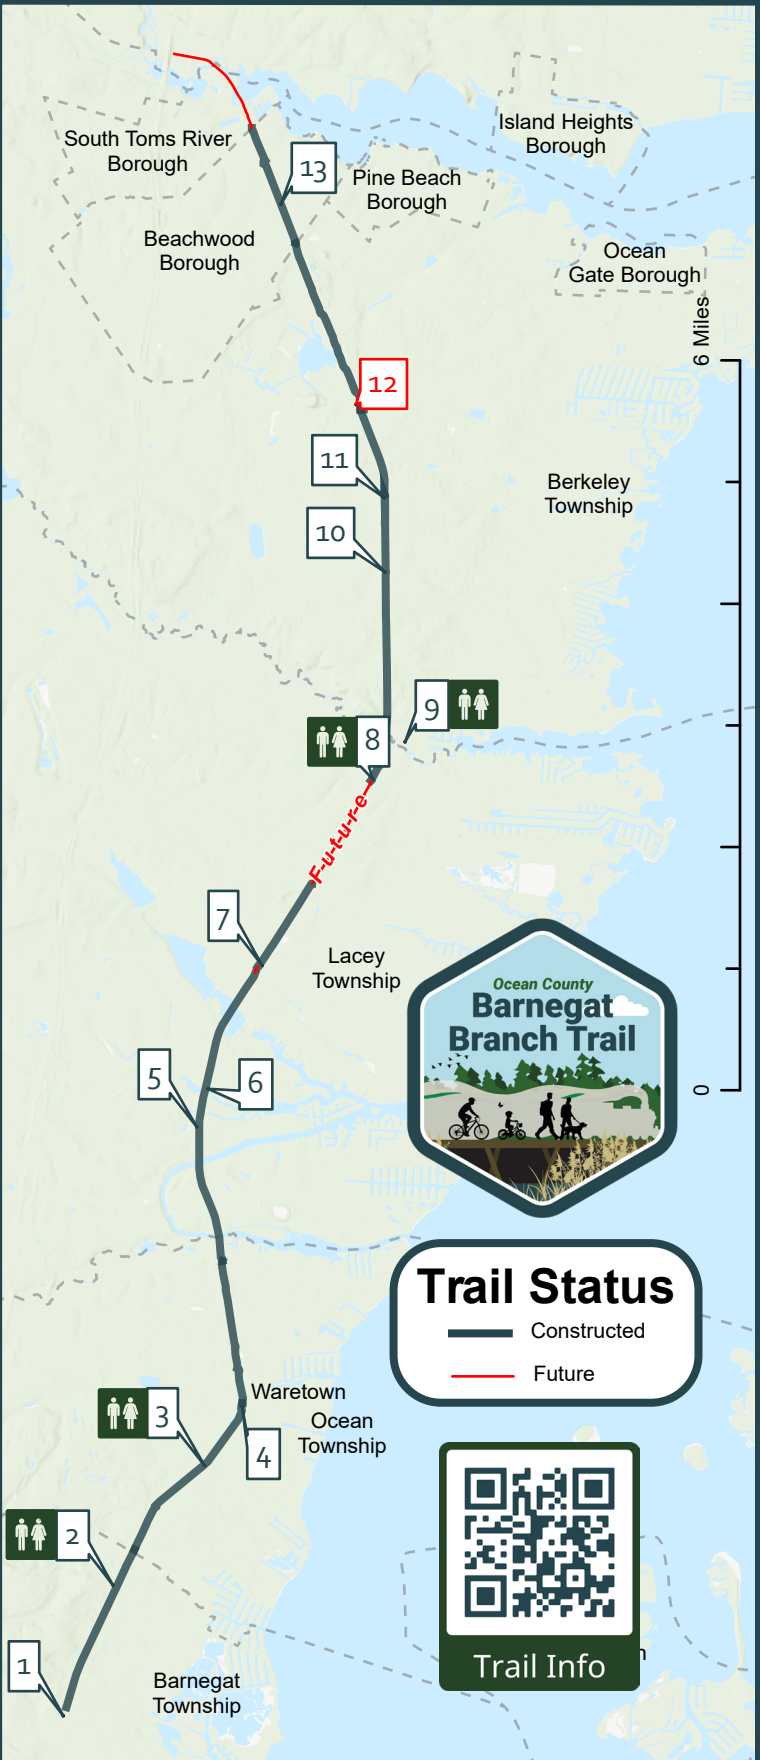 South Toms River
Borough
Island Heights
Borough
13
Pine Beach
Borough
Beachwood
Borough
Ocean
Gate Borough
6 Miles
12
11
Berkeley
Township
10
9
8
F-u-t-u-r-e
7
Lacey
Township
Ocean County
Barnegat
Branch Trail
5
6
0
Trail Status
Constructed
Future
Waretown
3
Ocean
Township
4
2
Trail Info
1
Barnegat
Township